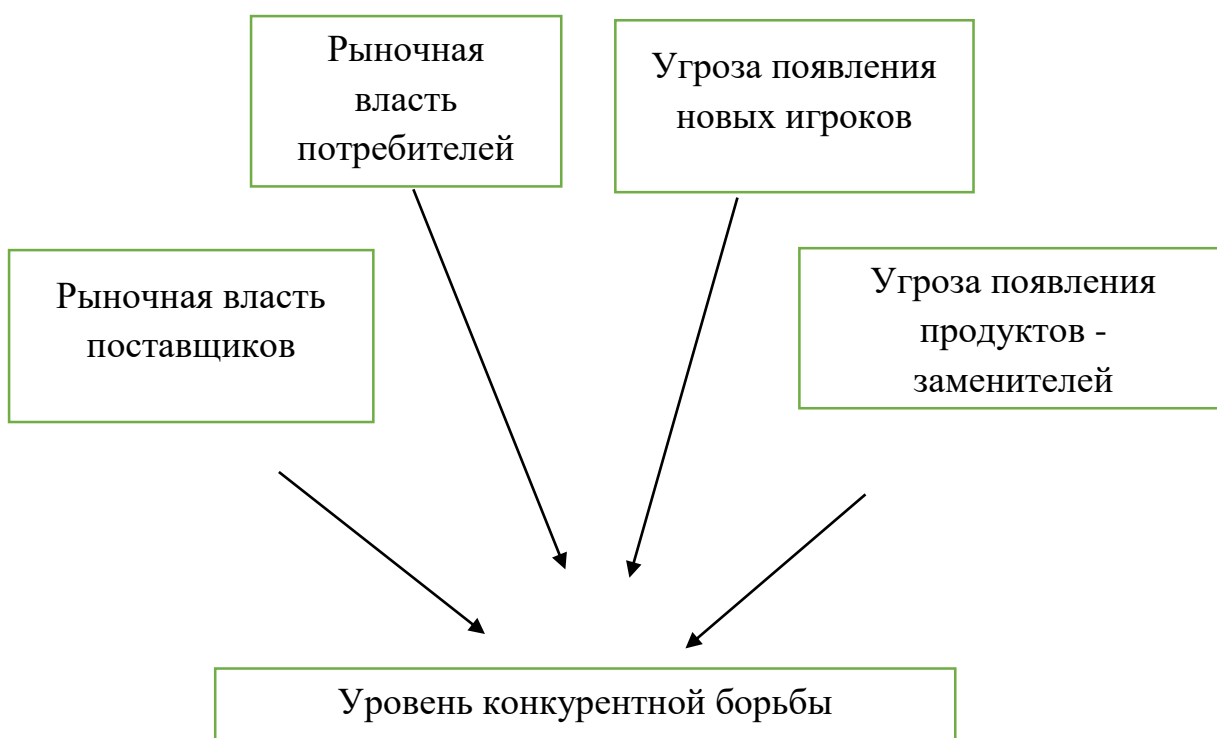 Рыночная
власть
потребителей
Угроза появления
новых игроков
Рыночная власть
поставщиков
Угроза появления
продуктов -
заменителей
Уровень конкурентной борьбы